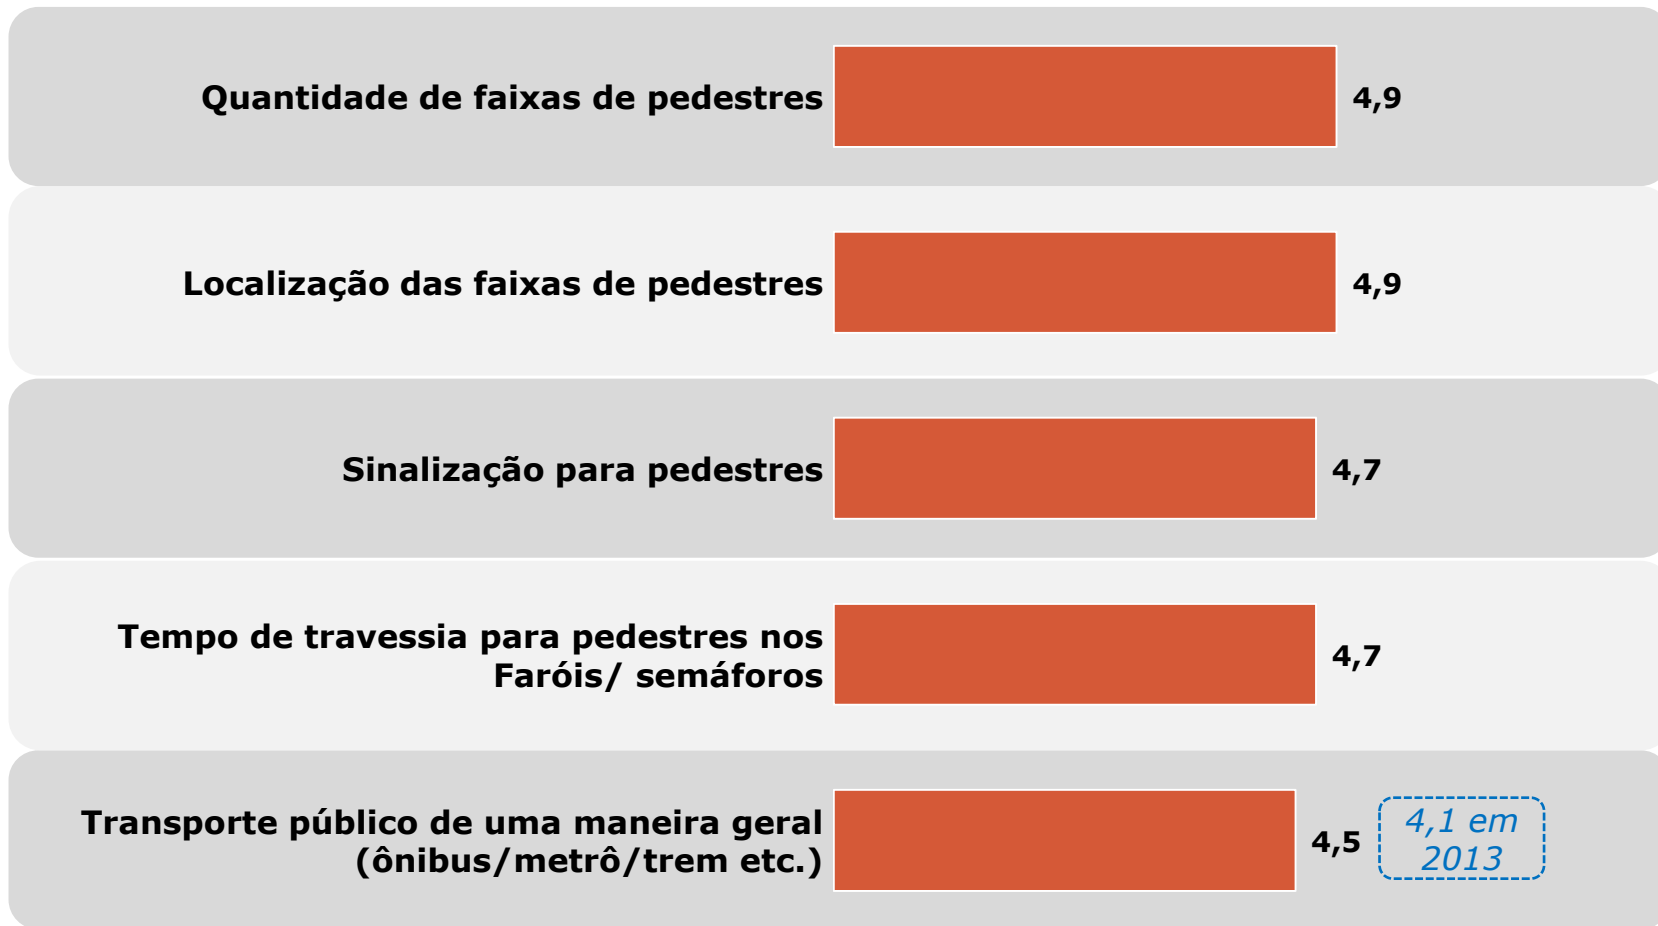 Quantidade de faixas de pedestres
4,9
Localização das faixas de pedestres
4,9
Sinalização para pedestres
4,7
Tempo de travessia para pedestres nos
Faróis/ semáforos
4,7
Transporte público de uma maneira geral
(ônibus/metrô/trem etc.)
4,5
4,1 em
2013